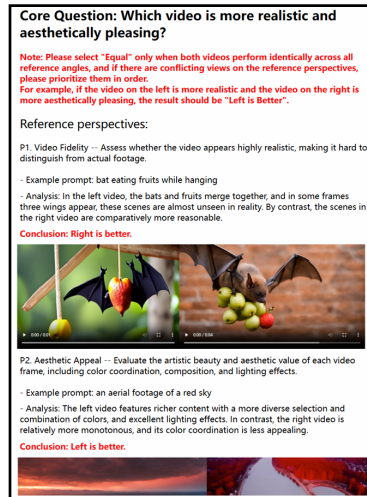 Core Question: Which video is more realistic and
aesthetically pleasing?
Note: Please select "Equal" only when both videos perform identically across all
reference angles, and if there are conflicting views on the reference perspectives,
please prioritize them in order.
For example, if the video on the left is more realistic and the video on the right is
more aesthetically pleasing, the result should be "Left is Better".
Reference perspectives:
P1. Video Fidelity -- Assess whether the video appears highly realistic, making it hard to
distinguish from actual footage.
- Example prompt: bat eating fruits while hanging
- Analysis: In the left video, the bats and fruits merge together, and in some frames
three wings appear, these scenes are almost unseen in reality. By contrast, the scenes in
the right video are comparatively more reasonable.
Conclusion: Right is better.
0:00 / 0:01
0:00 / 0:04
P2. Aesthetic Appeal -- Evaluate the artistic beauty and aesthetic value of each video
frame, including color coordination, composition, and lighting effects.
- Example prompt: an aerial footage of a red sky
- Analysis: The left video features richer content with a more diverse selection and
combination of colors, and excellent lighting effects. In contrast, the right video is
relatively more monotonous, and its color coordination is less appealing.
Conclusion: Left is better.